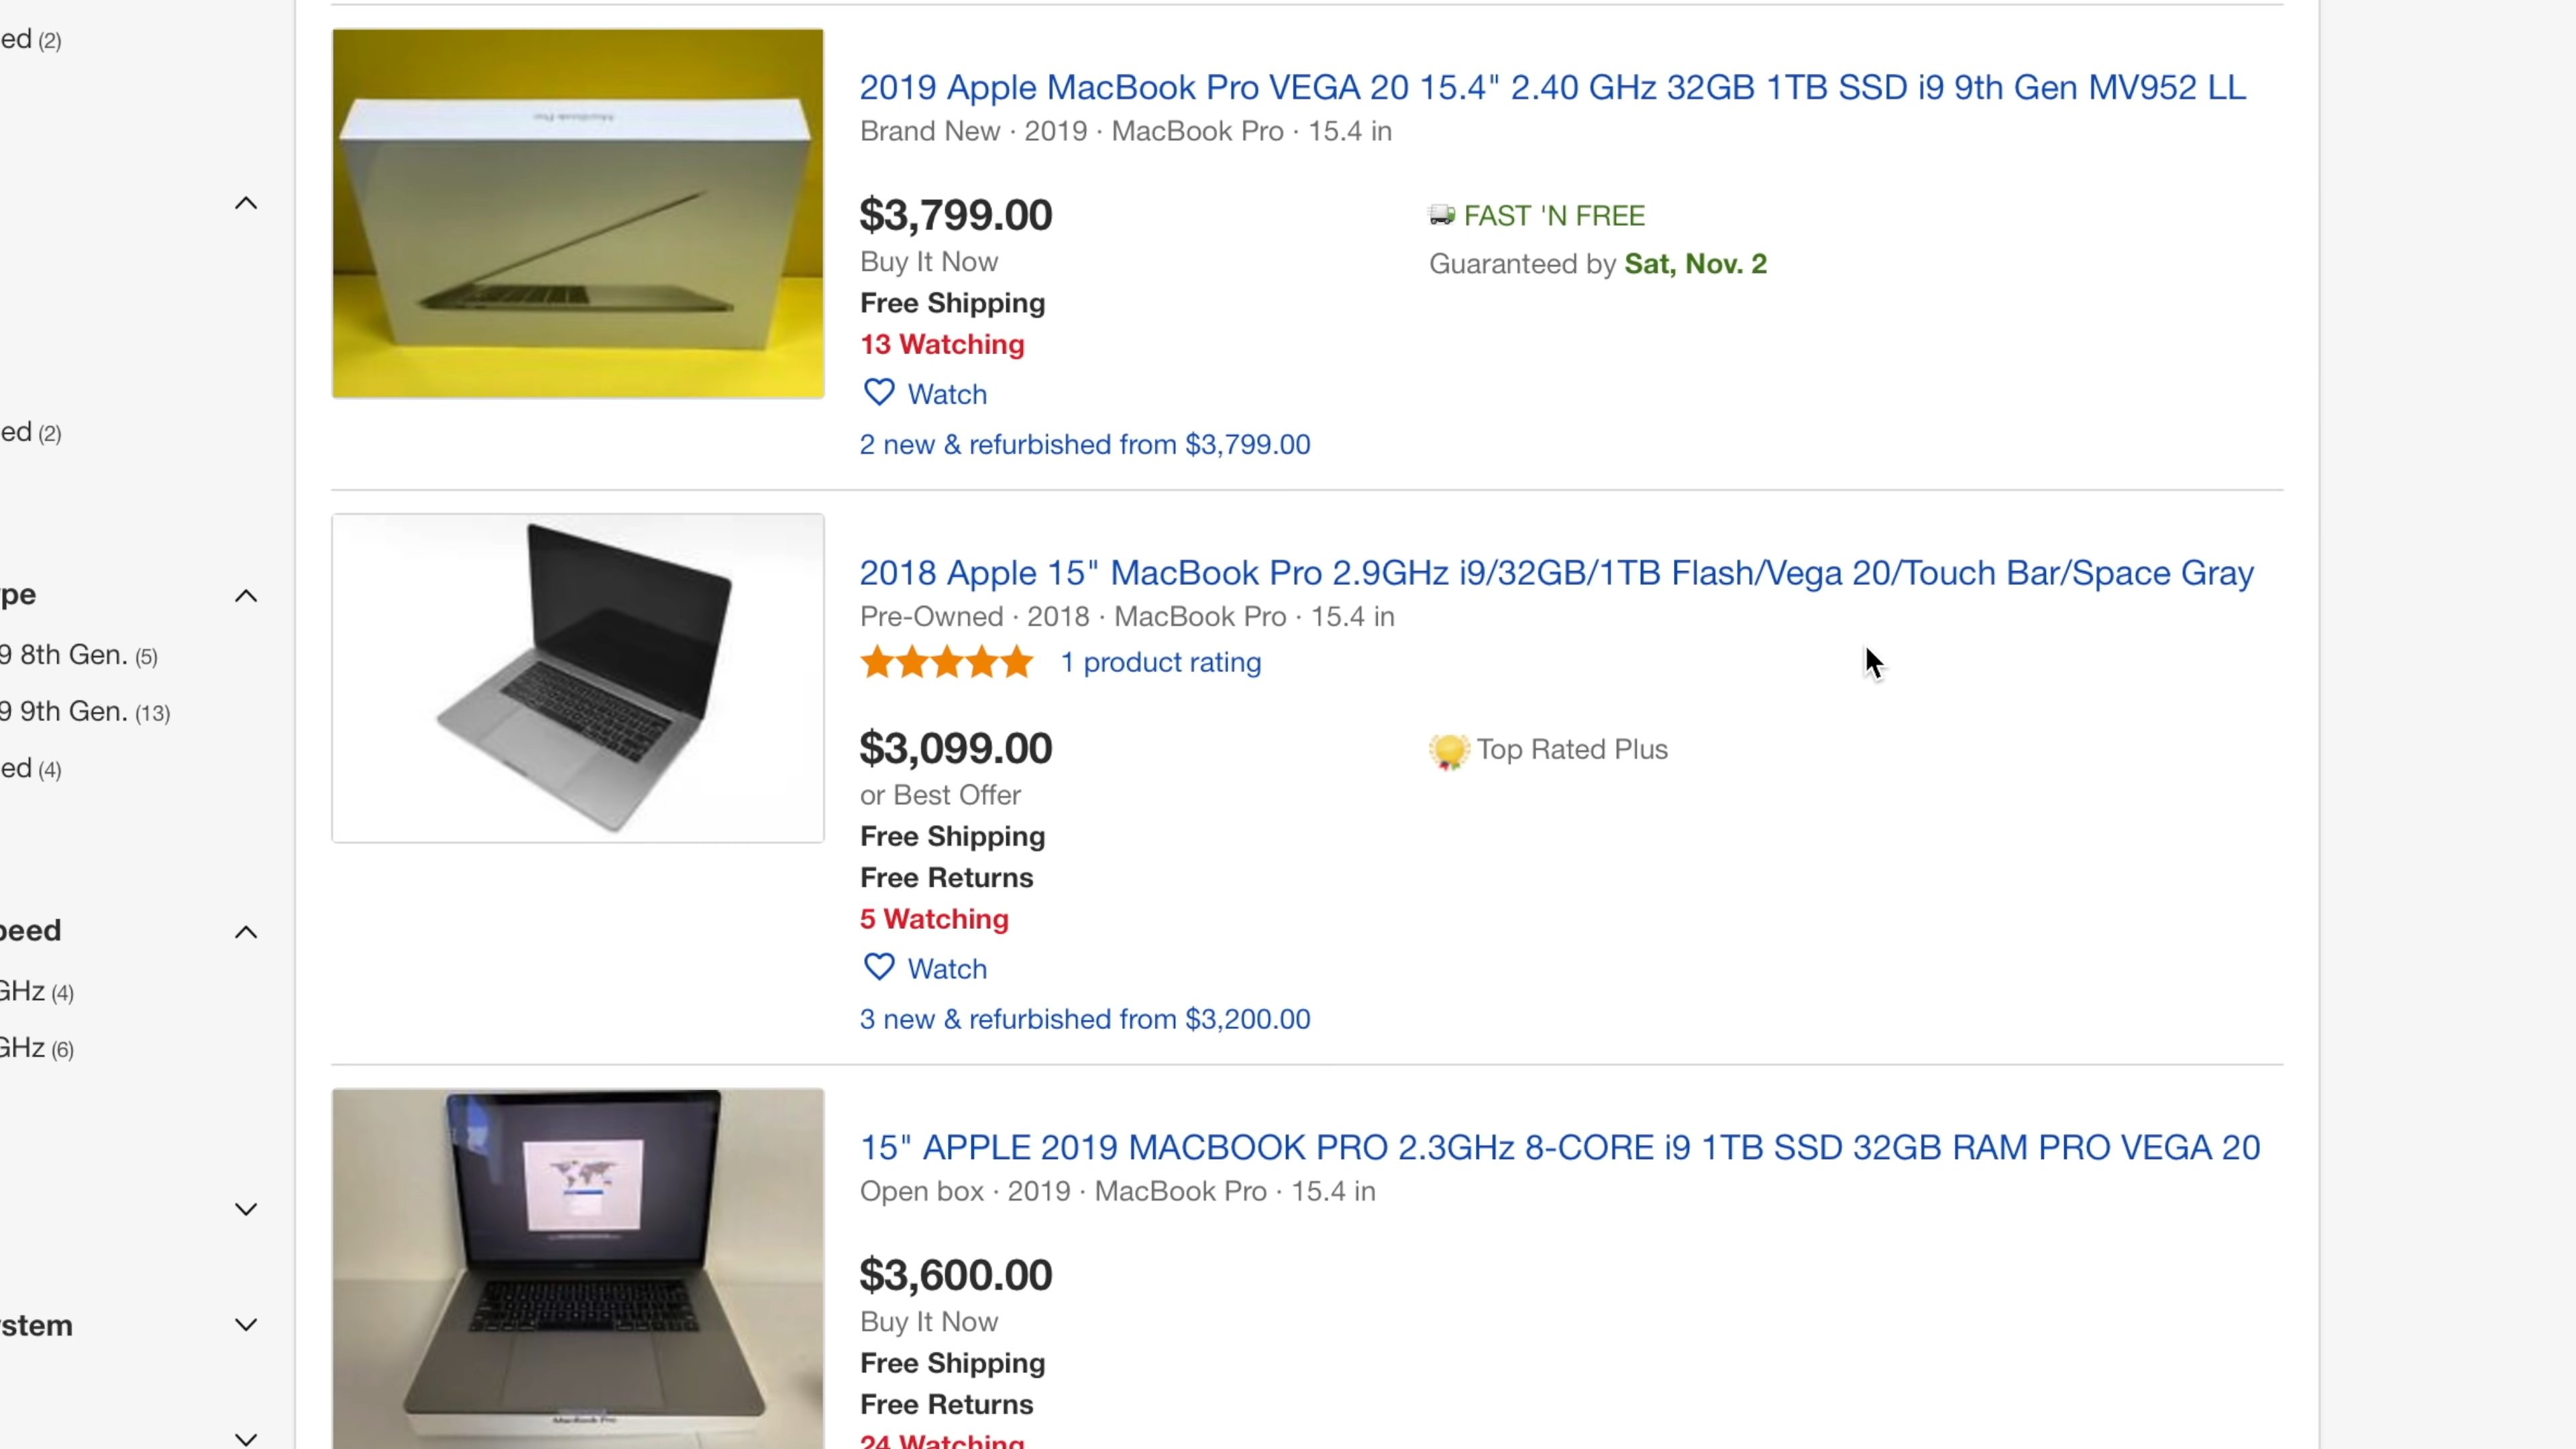 ed (2)
ed (2)
pe
9 8th Gen. (5)
9 9th Gen. (13)
ed (4)
peed
GHz (4)
GHz (6)
stem
MacBook Pro
2019 Apple MacBook Pro VEGA 20 15.4" 2.40 GHz 32GB 1TB SSD i9 9th Gen MV952 LL
Brand New · 2019 · MacBook Pro · 15.4 in
$3,799.00
FAST 'N FREE
Buy It Now
Guaranteed by Sat, Nov. 2
Free Shipping
13 Watching
Watch
2 new & refurbished from $3,799.00
2018 Apple 15" MacBook Pro 2.9GHz i9/32GB/1TB Flash/Vega 20/Touch Bar/Space Gray
Pre-Owned · 2018 · MacBook Pro · 15.4 in
1 product rating
$3,099.00
Top Rated Plus
or Best Offer
Free Shipping
Free Returns
5 Watching
Watch
3 new & refurbished from $3,200.00
15" APPLE 2019 MACBOOK PRO 2.3GHz 8-CORE i9 1TB SSD 32GB RAM PRO VEGA 20
Open box · 2019 · MacBook Pro · 15.4 in
$3,600.00
Buy It Now
Free Shipping
Free Returns
24 Watching
MacBook Pro